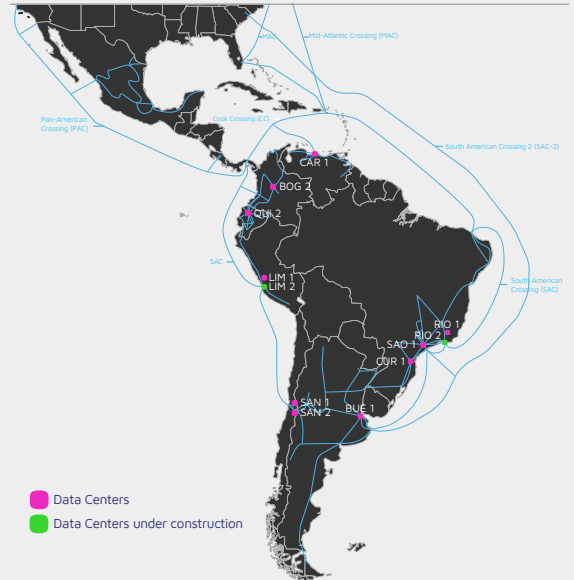 MAC
Mid-Atlantic Crossing (MAC)
Pan-American
Crossing (PAC)
Cook Crossing (CC)
South American Crossing 2 (SAC-2)
CAR 1
BOG 2
QUI 2
SAC
LIM 1
LIM 2
South American
Crossing (SAC)
RIO 1
RIO 2
SAO 1
CUR 1
SAN 1
SAN 2
BUE 1
Data Centers
Data Centers under construction